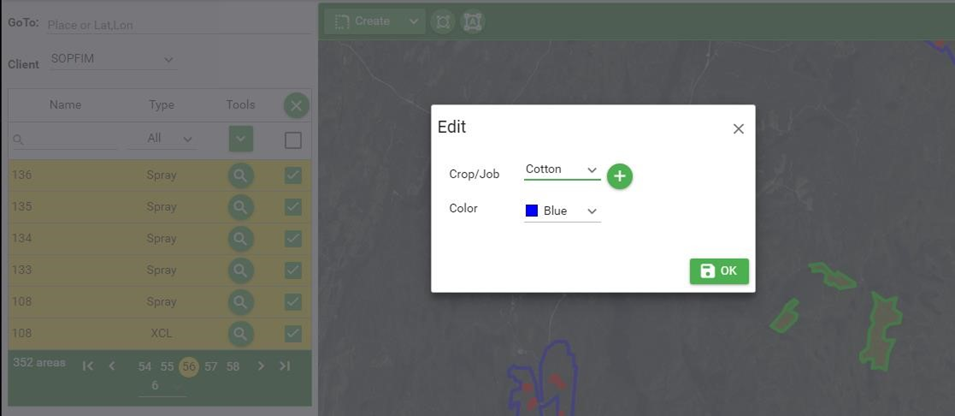 GoTo: Place or Lat,Lon
Create
Client SOPFIM
Name Type Tools
All
136 Spray
135 Spray
134 Spray
133 Spray
108 Spray
108 XCL
352 areas 54 55 56 57 58
6
Edit
Crop/Job Cotton
Color Blue
OK